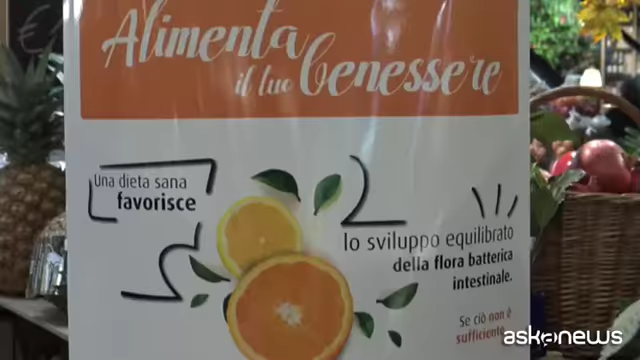 Alimenta
il tuo benessere
Una dieta sana
favorisce
lo sviluppo equilibrato
della flora batterica
intestinale.
Se ciò non è
sufficiente
askanews